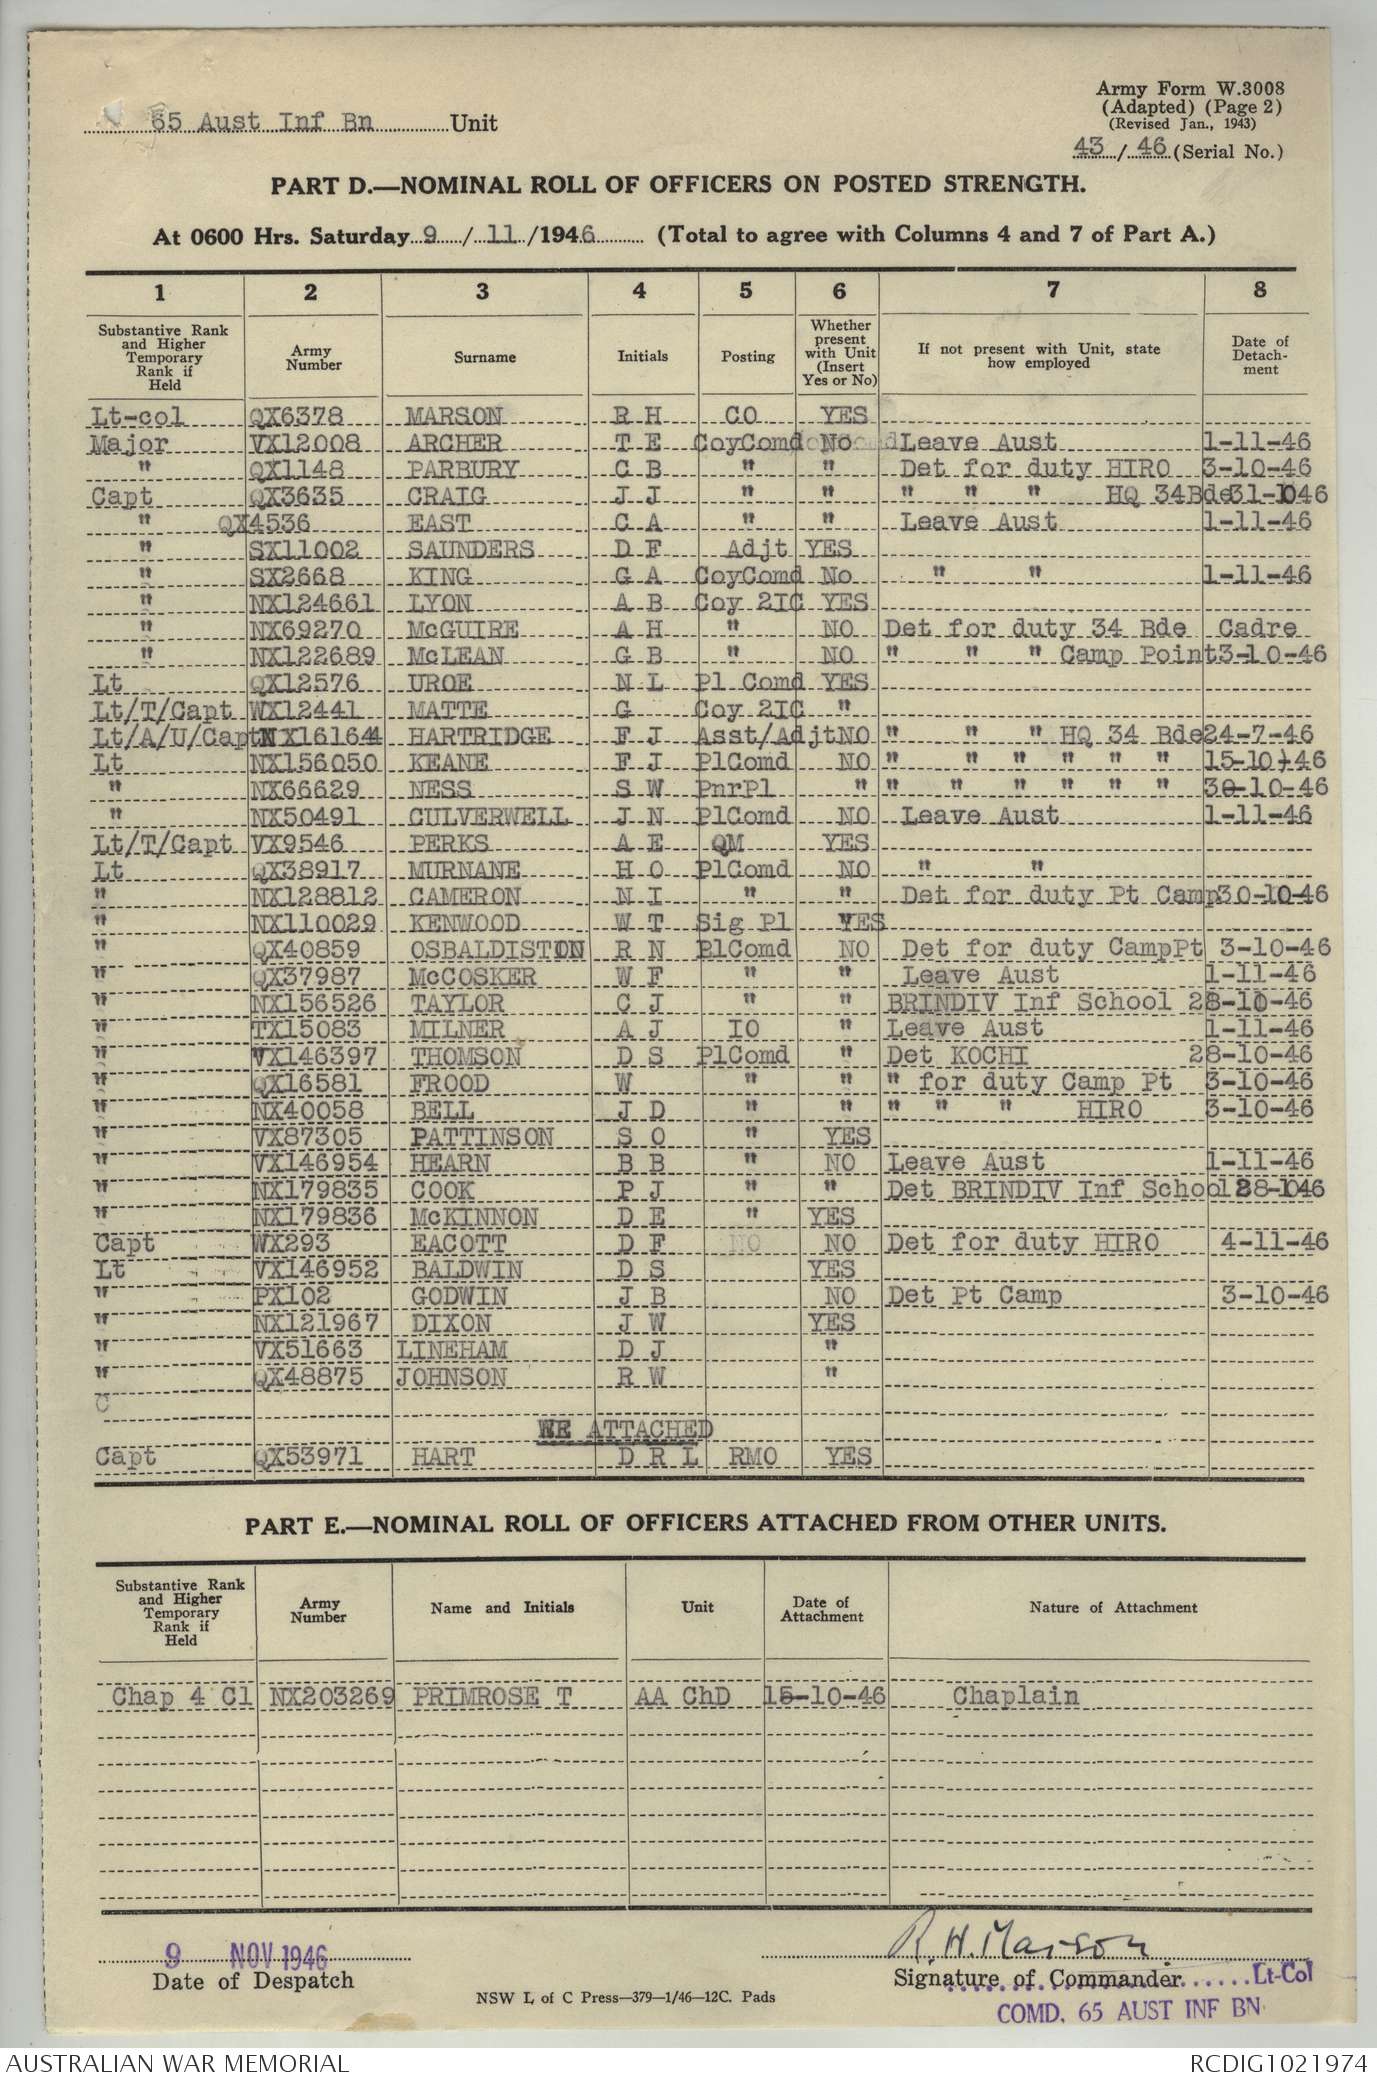 65 Aust Inf Bn Unit
Army Form W.3008
(Adapted) (Page 2)
(Revised Jan., 1943)
43/46 (Serial No.)
PART D.—NOMINAL ROLL OF OFFICERS ON POSTED STRENGTH.
At 0600 Hrs. Saturday 9/11/1946 (Total to agree with Columns 4 and 7 of Part A.)
1 2 3 4 5 6 7 8
Substantive Rank and Higher Temporary Rank if Held Army Number Surname Initials Posting Whether present with Unit (Insert Yes or No) If not present with Unit, state how employed Date of Detachment
Lt-col QX6378 MARSON R H CO YES
Major VX12008 ARCHER T E CoyComd No Leave Aust 1-11-46
" QX1148 PARBURY C B " " Det for duty HIRO 3-10-46
Capt QX3635 CRAIG J J " " " " " HQ 34Bde 31-1046
" QX4536 EAST C A " " Leave Aust 1-11-46
" SX11002 SAUNDERS D F Adjt YES
" SX2668 KING G A CoyComd No " " 1-11-46
" NX124661 LYON A B Coy 2IC YES
" NX69270 McGUIRE A H " NO Det for duty 34 Bde Cadre
" NX122689 McLEAN G B " NO " " " Camp Point 3-10-46
Lt QX12576 UROE N L Pl Comd YES
Lt/T/Capt WX12441 MATTE G Coy 2IC "
Lt/A/U/Capt NX16164 HARTRIDGE F J Asst/Adjt NO " " " HQ 34 Bde 24-7-46
Lt NX156050 KEANE F J PlComd NO " " " " " " 15-10-46
" NX66629 NESS S W PnrPl " " " " " " " 30-10-46
" NX50491 CULVERWELL J N PlComd NO Leave Aust 1-11-46
Lt/T/Capt VX9546 PERKS A E QM YES
Lt QX38917 MURNANE H O PlComd NO " "
" NX128812 CAMERON N I " " Det for duty Pt Camp 30-10-46
" NX110029 KENWOOD W T Sig Pl YES
" QX40859 OSBALDISTON R N PlComd NO Det for duty CampPt 3-10-46
" QX37987 McCOSKER W F " " Leave Aust 1-11-46
" NX156526 TAYLOR C J " " BRINDIV Inf School 28-10-46
" TX15083 MILNER A J IO " Leave Aust 1-11-46
" VX146397 THOMSON D S PlComd " Det KOCHI 28-10-46
" QX16581 FROOD W " " " for duty Camp Pt 3-10-46
" NX40058 BELL J D " " " " " HIRO 3-10-46
" VX87305 PATTINSON S O " YES
" VX146954 HEARN B B " NO Leave Aust 1-11-46
" NX179835 COOK P J " " Det BRINDIV Inf School 28-1046
" NX179836 McKINNON D E " YES
Capt WX293 EACOTT D F NO NO Det for duty HIRO 4-11-46
Lt VX146952 BALDWIN D S YES
" PX102 GODWIN J B NO Det Pt Camp 3-10-46
" NX121967 DIXON J W YES
" VX51663 LINEHAM D J "
" QX48875 JOHNSON R W "
C
WE ATTACHED
Capt QX53971 HART D R L RMO YES
PART E.—NOMINAL ROLL OF OFFICERS ATTACHED FROM OTHER UNITS.
Substantive Rank and Higher Temporary Rank if Held Army Number Name and Initials Unit Date of Attachment Nature of Attachment
Chap 4 Cl NX203269 PRIMROSE T AA ChD 15-10-46 Chaplain
9 NOV 1946
Date of Despatch
R.H. Marson
Signature of Commander Lt-Col
COMD. 65 AUST INF BN
NSW L of C Press—379—1/46—12C. Pads
AUSTRALIAN WAR MEMORIAL
RCDIG1021974